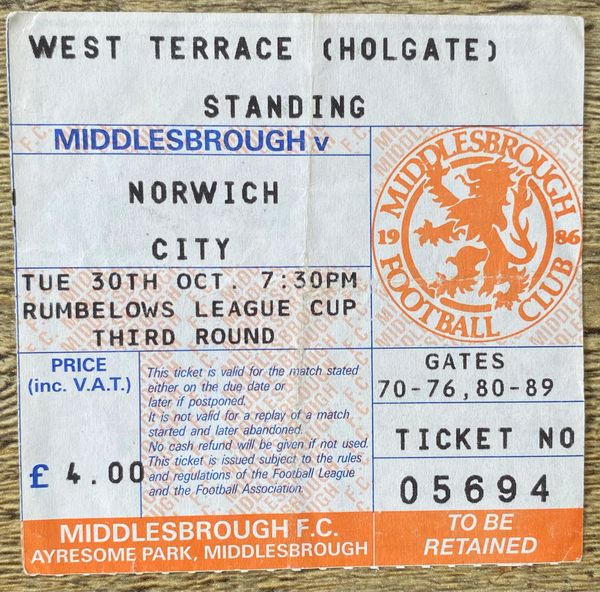 WEST TERRACE (HOLGATE)
STANDING
MIDDLESBROUGH v
NORWICH
CITY
TUE 30TH OCT. 7:30PM
RUMBELOWS LEAGUE CUP
THIRD ROUND
MIDDLESBROUGH
1986
FOOTBALL CLUB
PRICE
(inc. V.A.T.)
£ 4.00
This ticket is valid for the match stated
either on the due date or
later if postponed.
It is not valid for a replay of a match
started and later abandoned.
No cash refund will be given if not used.
This ticket is issued subject to the rules
and regulations of the Football League
and the Football Association.
GATES
70-76,80-89
TICKET NO
05694
MIDDLESBROUGH F.C.
AYRESOME PARK, MIDDLESBROUGH
TO BE
RETAINED